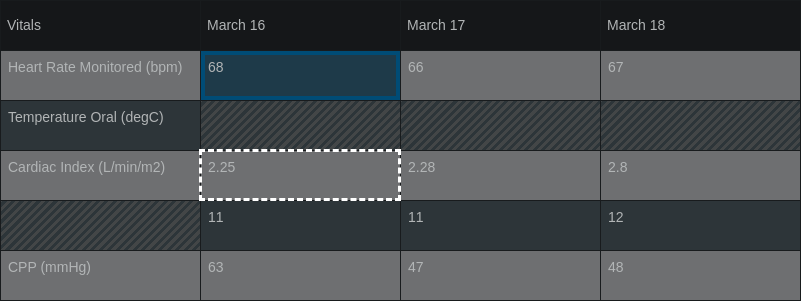 Vitals March 16 March 17 March 18
Heart Rate Monitored (bpm) 68 66 67
Temperature Oral (degC)
Cardiac Index (L/min/m2) 2.25 2.28 2.8
11 11 12
CPP (mmHg) 63 47 48